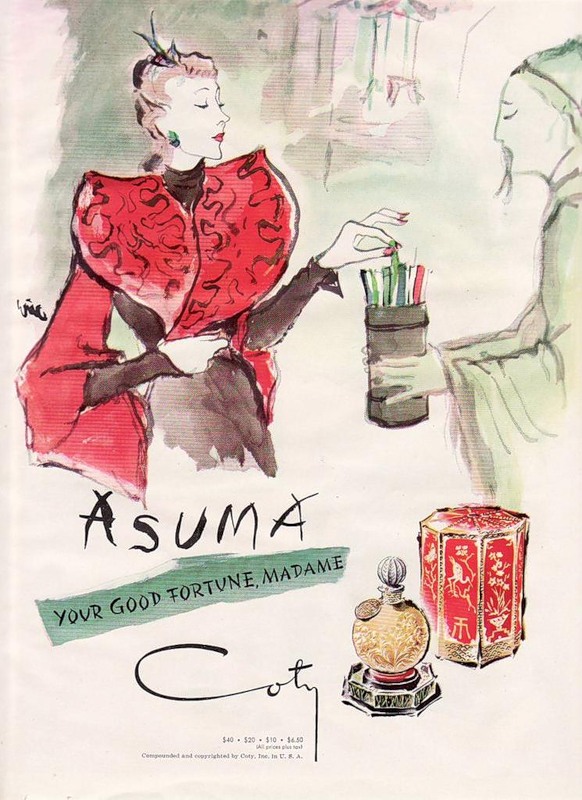 ASUMA
YOUR GOOD FORTUNE, MADAME
Coty
$40 • $20 • $10 • $6.50
(All prices plus tax)
Compounded and copyrighted by Coty, Inc. in U. S. A.